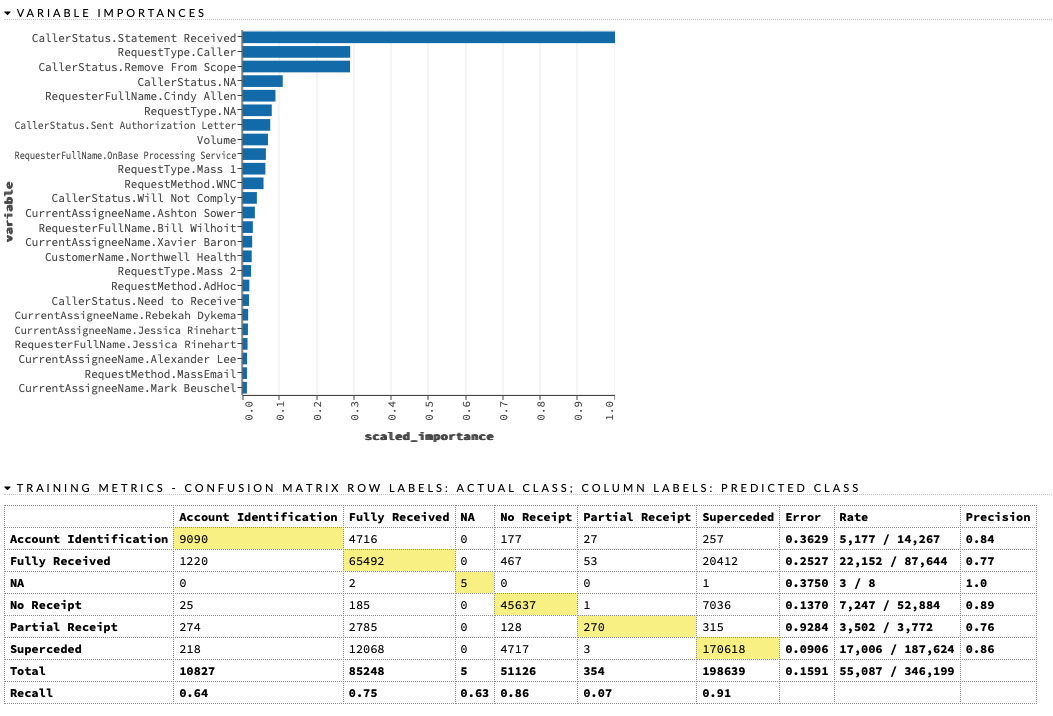 VARIABLE IMPORTANCES
CallerStatus.Statement Received
RequestType.Caller
CallerStatus.Remove From Scope
CallerStatus.NA
RequesterFullName.Cindy Allen
RequestType.NA
CallerStatus.Sent Authorization Letter
Volume
RequesterFullName.OnBase Processing Service
RequestType.Mass 1
RequestMethod.WNC
CallerStatus.Will Not Comply
CurrentAssigneeName.Ashton Sower
RequesterFullName.Bill Wilhoit
CurrentAssigneeName.Xavier Baron
CustomerName.Northwell Health
RequestType.Mass 2
RequestMethod.AdHoc
CallerStatus.Need to Receive
CurrentAssigneeName.Rebekah Dykema
CurrentAssigneeName.Jessica Rinehart
RequesterFullName.Jessica Rinehart
CurrentAssigneeName.Alexander Lee
RequestMethod.MassEmail
CurrentAssigneeName.Mark Beuschel
variable
0.0 0.1 0.2 0.3 0.4 0.5 0.6 0.7 0.8 0.9 1.0
scaled_importance
TRAINING METRICS - CONFUSION MATRIX ROW LABELS: ACTUAL CLASS; COLUMN LABELS: PREDICTED CLASS
Account Identification Fully Received NA No Receipt Partial Receipt Superceded Error Rate Precision
Account Identification 9090 4716 0 177 27 257 0.3629 5,177 / 14,267 0.84
Fully Received 1220 65492 0 467 53 20412 0.2527 22,152 / 87,644 0.77
NA 0 2 5 0 0 1 0.3750 3 / 8 1.0
No Receipt 25 185 0 45637 1 7036 0.1370 7,247 / 52,884 0.89
Partial Receipt 274 2785 0 128 270 315 0.9284 3,502 / 3,772 0.76
Superceded 218 12068 0 4717 3 170618 0.0906 17,006 / 187,624 0.86
Total 10827 85248 5 51126 354 198639 0.1591 55,087 / 346,199
Recall 0.64 0.75 0.63 0.86 0.07 0.91